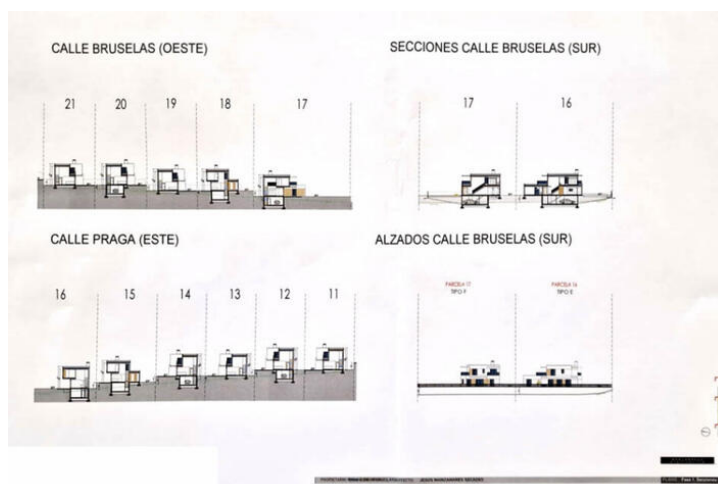 CALLE BRUSELAS (OESTE)
21 20 19 18 17
SECCIONES CALLE BRUSELAS (SUR)
17 16
CALLE PRAGA (ESTE)
16 15 14 13 12 11
ALZADOS CALLE BRUSELAS (SUR)
PARCELA 17 PARCELA 16
TIPO F TIPO E